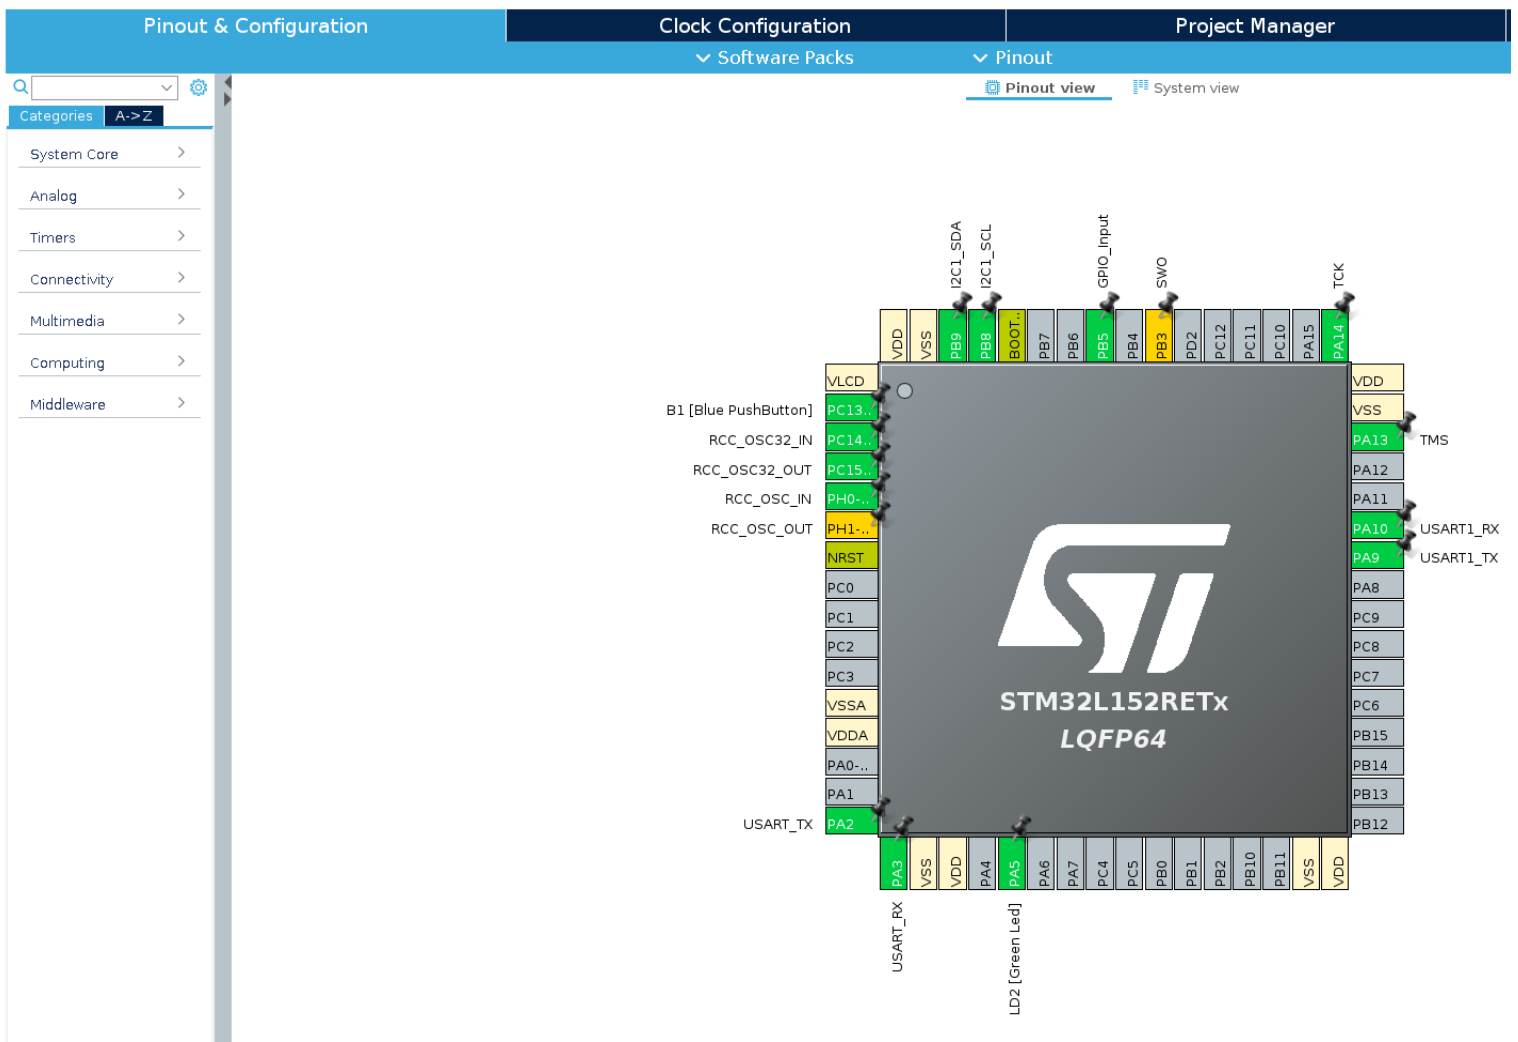 Pinout & Configuration
Clock Configuration
Project Manager
Software Packs
Pinout
Pinout view
System view
Categories
A->Z
System Core
Analog
Timers
Connectivity
Multimedia
Computing
Middleware
I2C1_SDA
I2C1_SCL
GPIO_Input
SWO
TCK
VDD
VSS
PB9
PB8
BOOT..
PB7
PB6
PB5
PB4
PB3
PD2
PC12
PC11
PC10
PA15
PA14
VLCD
B1 [Blue PushButton] PC13..
RCC_OSC32_IN PC14..
RCC_OSC32_OUT PC15..
RCC_OSC_IN PH0-..
RCC_OSC_OUT PH1-..
NRST
PC0
PC1
PC2
PC3
VSSA
VDDA
PA0-..
PA1
USART_TX PA2
VDD
VSS
PA13 TMS
PA12
PA11
PA10 USART1_RX
PA9 USART1_TX
PA8
PC9
PC8
PC7
PC6
PB15
PB14
PB13
PB12
STM32L152RETx
LQFP64
PA3
VSS
VDD
PA4
PA5
PA6
PA7
PC4
PC5
PB0
PB1
PB2
PB10
PB11
VSS
VDD
USART_RX
LD2 [Green Led]